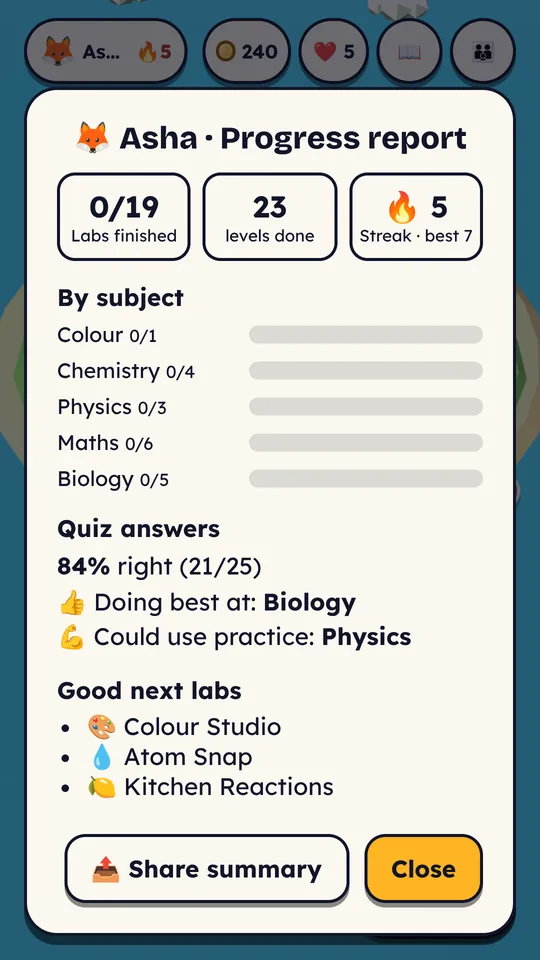 As... 🔥5 240 ❤️ 5
🦊 Asha · Progress report
0/19
Labs finished
23
levels done
🔥 5
Streak · best 7
By subject
Colour 0/1
Chemistry 0/4
Physics 0/3
Maths 0/6
Biology 0/5
Quiz answers
84% right (21/25)
👍 Doing best at: Biology
💪 Could use practice: Physics
Good next labs
• 🎨 Colour Studio
• 💧 Atom Snap
• 🍋 Kitchen Reactions
📤 Share summary
Close